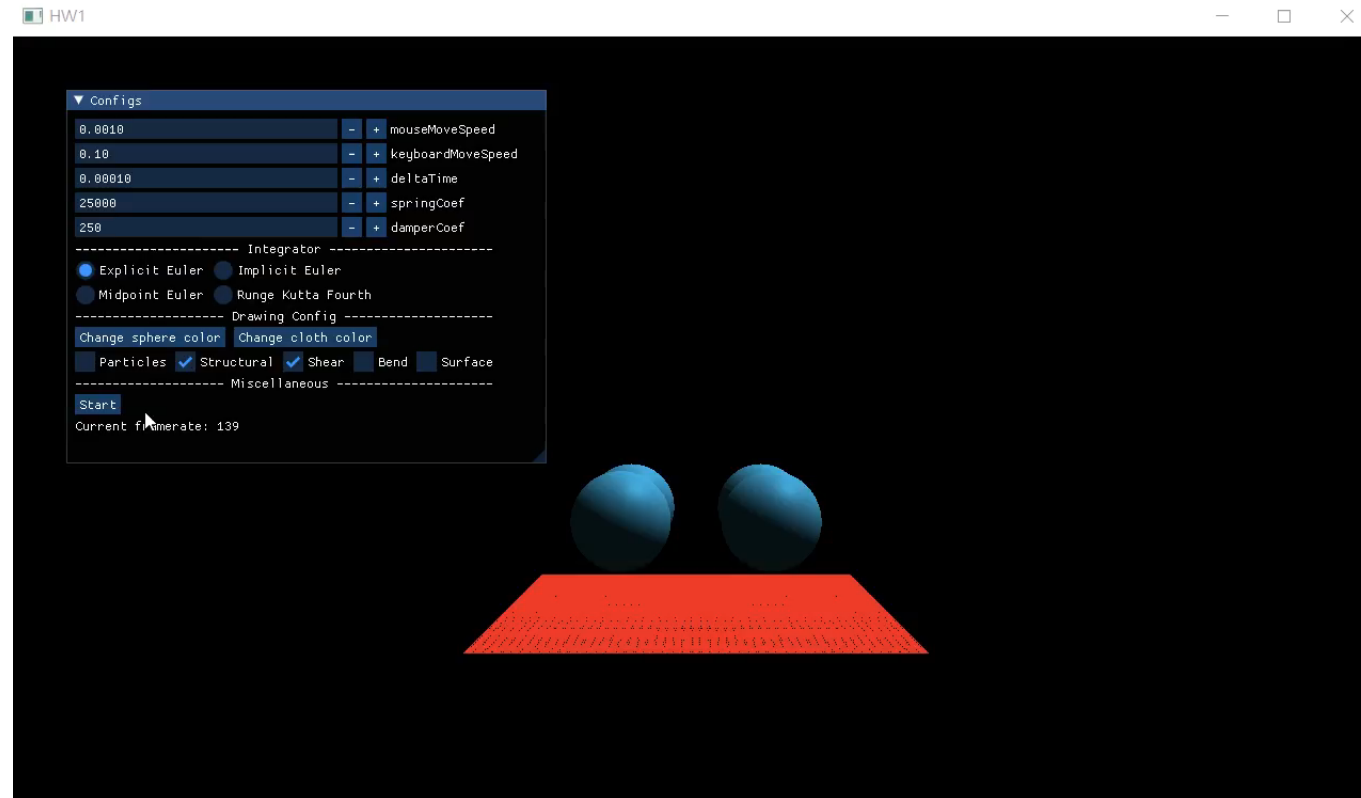 HW1
Configs
0.0010 - + mouseMoveSpeed
0.10 - + keyboardMoveSpeed
0.00010 - + deltaTime
25000 - + springCoef
250 - + damperCoef
---------------------- Integrator ----------------------
Explicit Euler Implicit Euler
Midpoint Euler Runge Kutta Fourth
-------------------- Drawing Config --------------------
Change sphere color Change cloth color
Particles Structural Shear Bend Surface
-------------------- Miscellaneous ---------------------
Start
Current framerate: 139